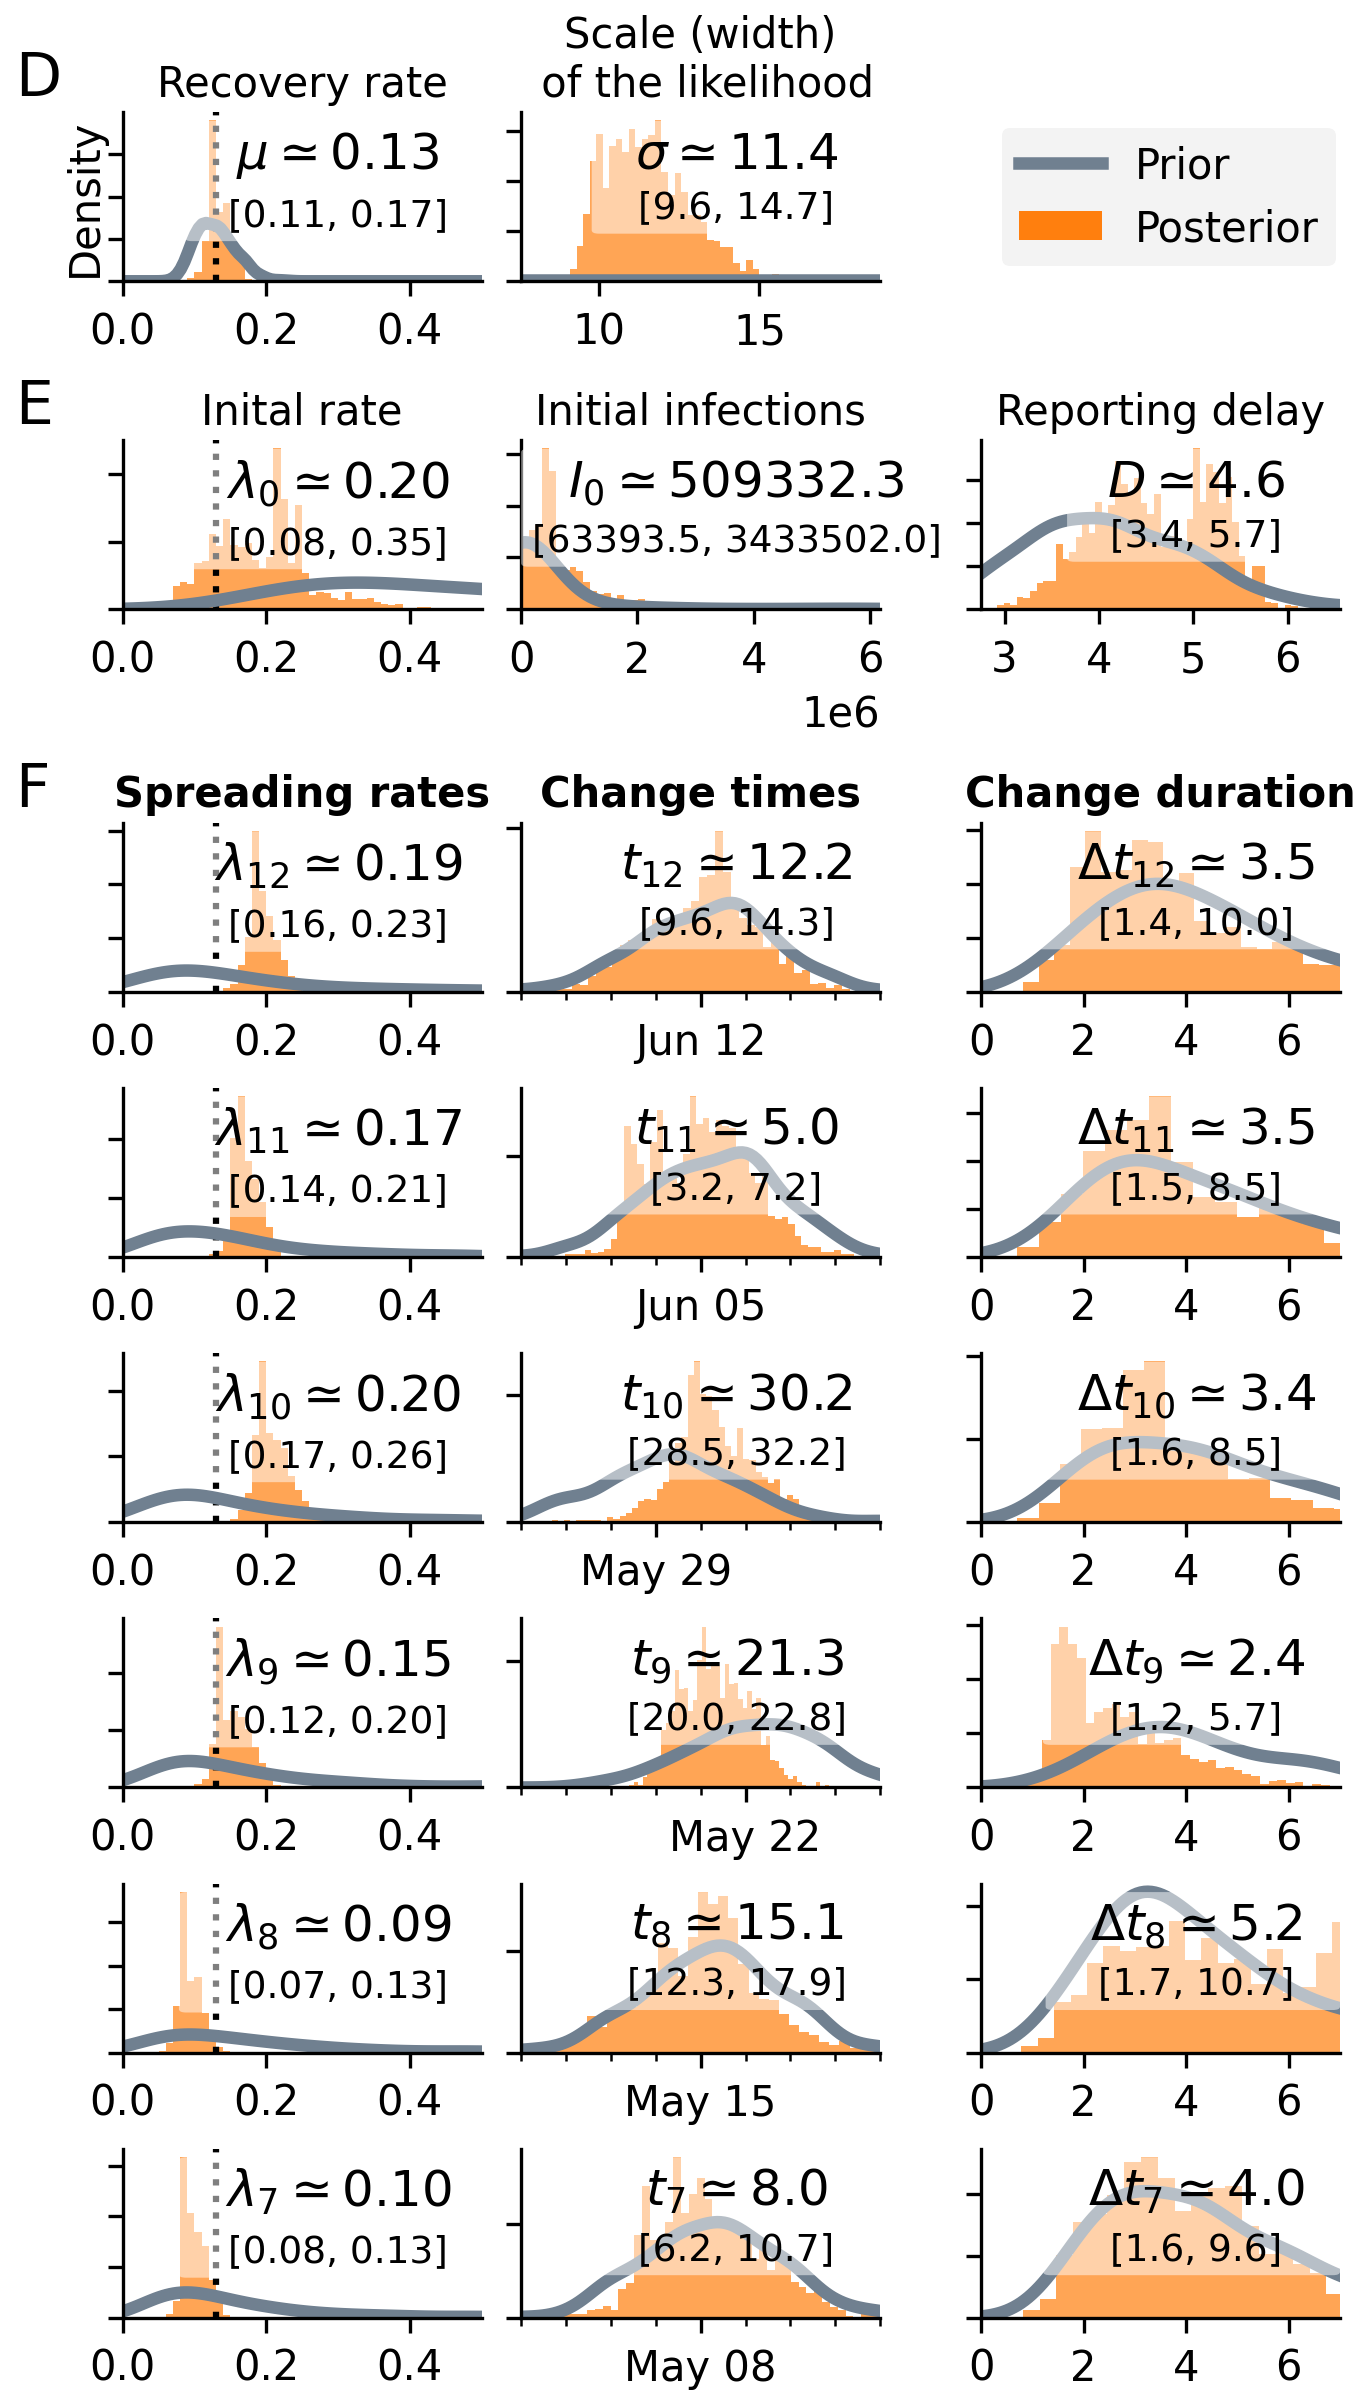 D
Recovery rate
Scale (width)
of the likelihood
Density
μ ≃ 0.13
[0.11, 0.17]
σ ≃ 11.4
[9.6, 14.7]
Prior
Posterior
0.0 0.2 0.4
10 15
E
Inital rate
Initial infections
Reporting delay
λ₀ ≃ 0.20
[0.08, 0.35]
I₀ ≃ 509332.3
[63393.5, 3433502.0]
D ≃ 4.6
[3.4, 5.7]
0.0 0.2 0.4
0 2 4 6
1e6
3 4 5 6
F
Spreading rates
Change times
Change duration
λ₁₂ ≃ 0.19
[0.16, 0.23]
t₁₂ ≃ 12.2
[9.6, 14.3]
Δt₁₂ ≃ 3.5
[1.4, 10.0]
0.0 0.2 0.4
Jun 12
0 2 4 6
λ₁₁ ≃ 0.17
[0.14, 0.21]
t₁₁ ≃ 5.0
[3.2, 7.2]
Δt₁₁ ≃ 3.5
[1.5, 8.5]
0.0 0.2 0.4
Jun 05
0 2 4 6
λ₁₀ ≃ 0.20
[0.17, 0.26]
t₁₀ ≃ 30.2
[28.5, 32.2]
Δt₁₀ ≃ 3.4
[1.6, 8.5]
0.0 0.2 0.4
May 29
0 2 4 6
λ₉ ≃ 0.15
[0.12, 0.20]
t₉ ≃ 21.3
[20.0, 22.8]
Δt₉ ≃ 2.4
[1.2, 5.7]
0.0 0.2 0.4
May 22
0 2 4 6
λ₈ ≃ 0.09
[0.07, 0.13]
t₈ ≃ 15.1
[12.3, 17.9]
Δt₈ ≃ 5.2
[1.7, 10.7]
0.0 0.2 0.4
May 15
0 2 4 6
λ₇ ≃ 0.10
[0.08, 0.13]
t₇ ≃ 8.0
[6.2, 10.7]
Δt₇ ≃ 4.0
[1.6, 9.6]
0.0 0.2 0.4
May 08
0 2 4 6